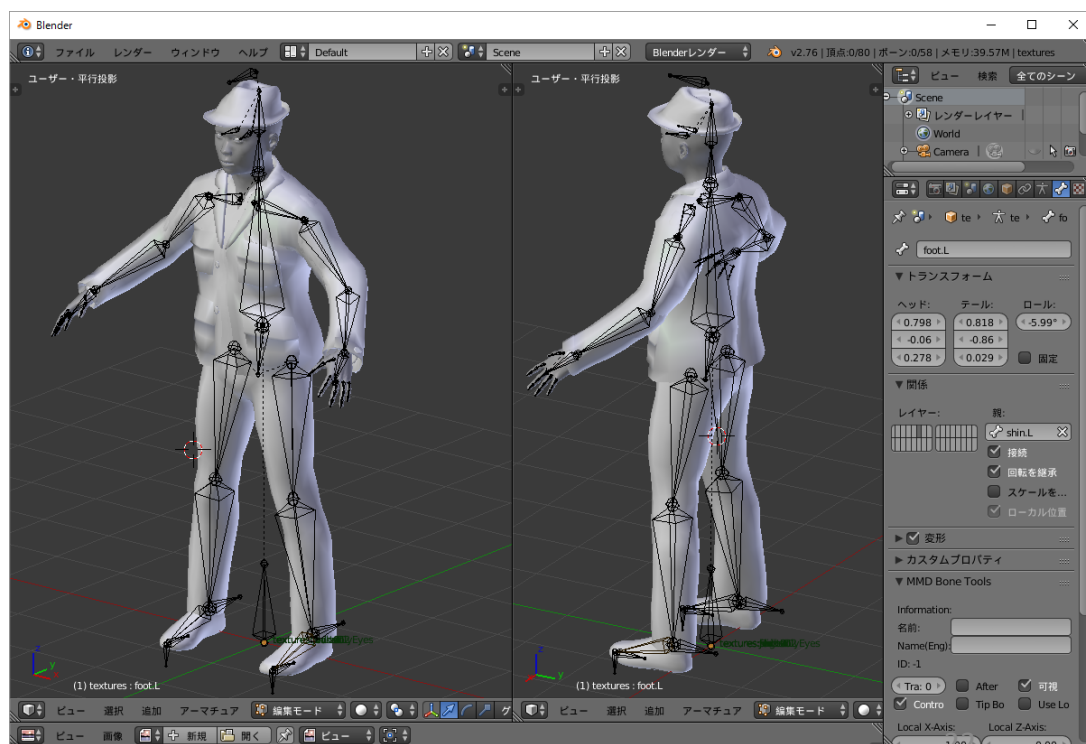 Blender
ファイル レンダー ウィンドウ ヘルプ Default Scene Blenderレンダー v2.76 | 頂点:0/80 | ボーン:0/58 | メモリ:39.57M | textures
ユーザー・平行投影
(1) textures : foot.L
ビュー 選択 追加 アーマチュア 編集モード グ
ユーザー・平行投影
(1) textures : foot.L
ビュー 選択 追加 アーマチュア 編集モード
ビュー 画像 新規 開く ビュー
ビュー 検索 全てのシーン
Scene
レンダーレイヤー |
World
Camera |
te te fo
foot.L
トランスフォーム
ヘッド: テール: ロール:
0.798 0.818 -5.99°
-0.06 -0.86
0.278 0.029 固定
関係
レイヤー: 親:
shin.L
接続
回転を継承
スケールを...
ローカル位置
変形
カスタムプロパティ
MMD Bone Tools
Information:
名前:
Name(Eng):
ID: -1
Tra: 0 After 可視
Contro Tip Bo Use Lo
Local X-Axis: Local Z-Axis: